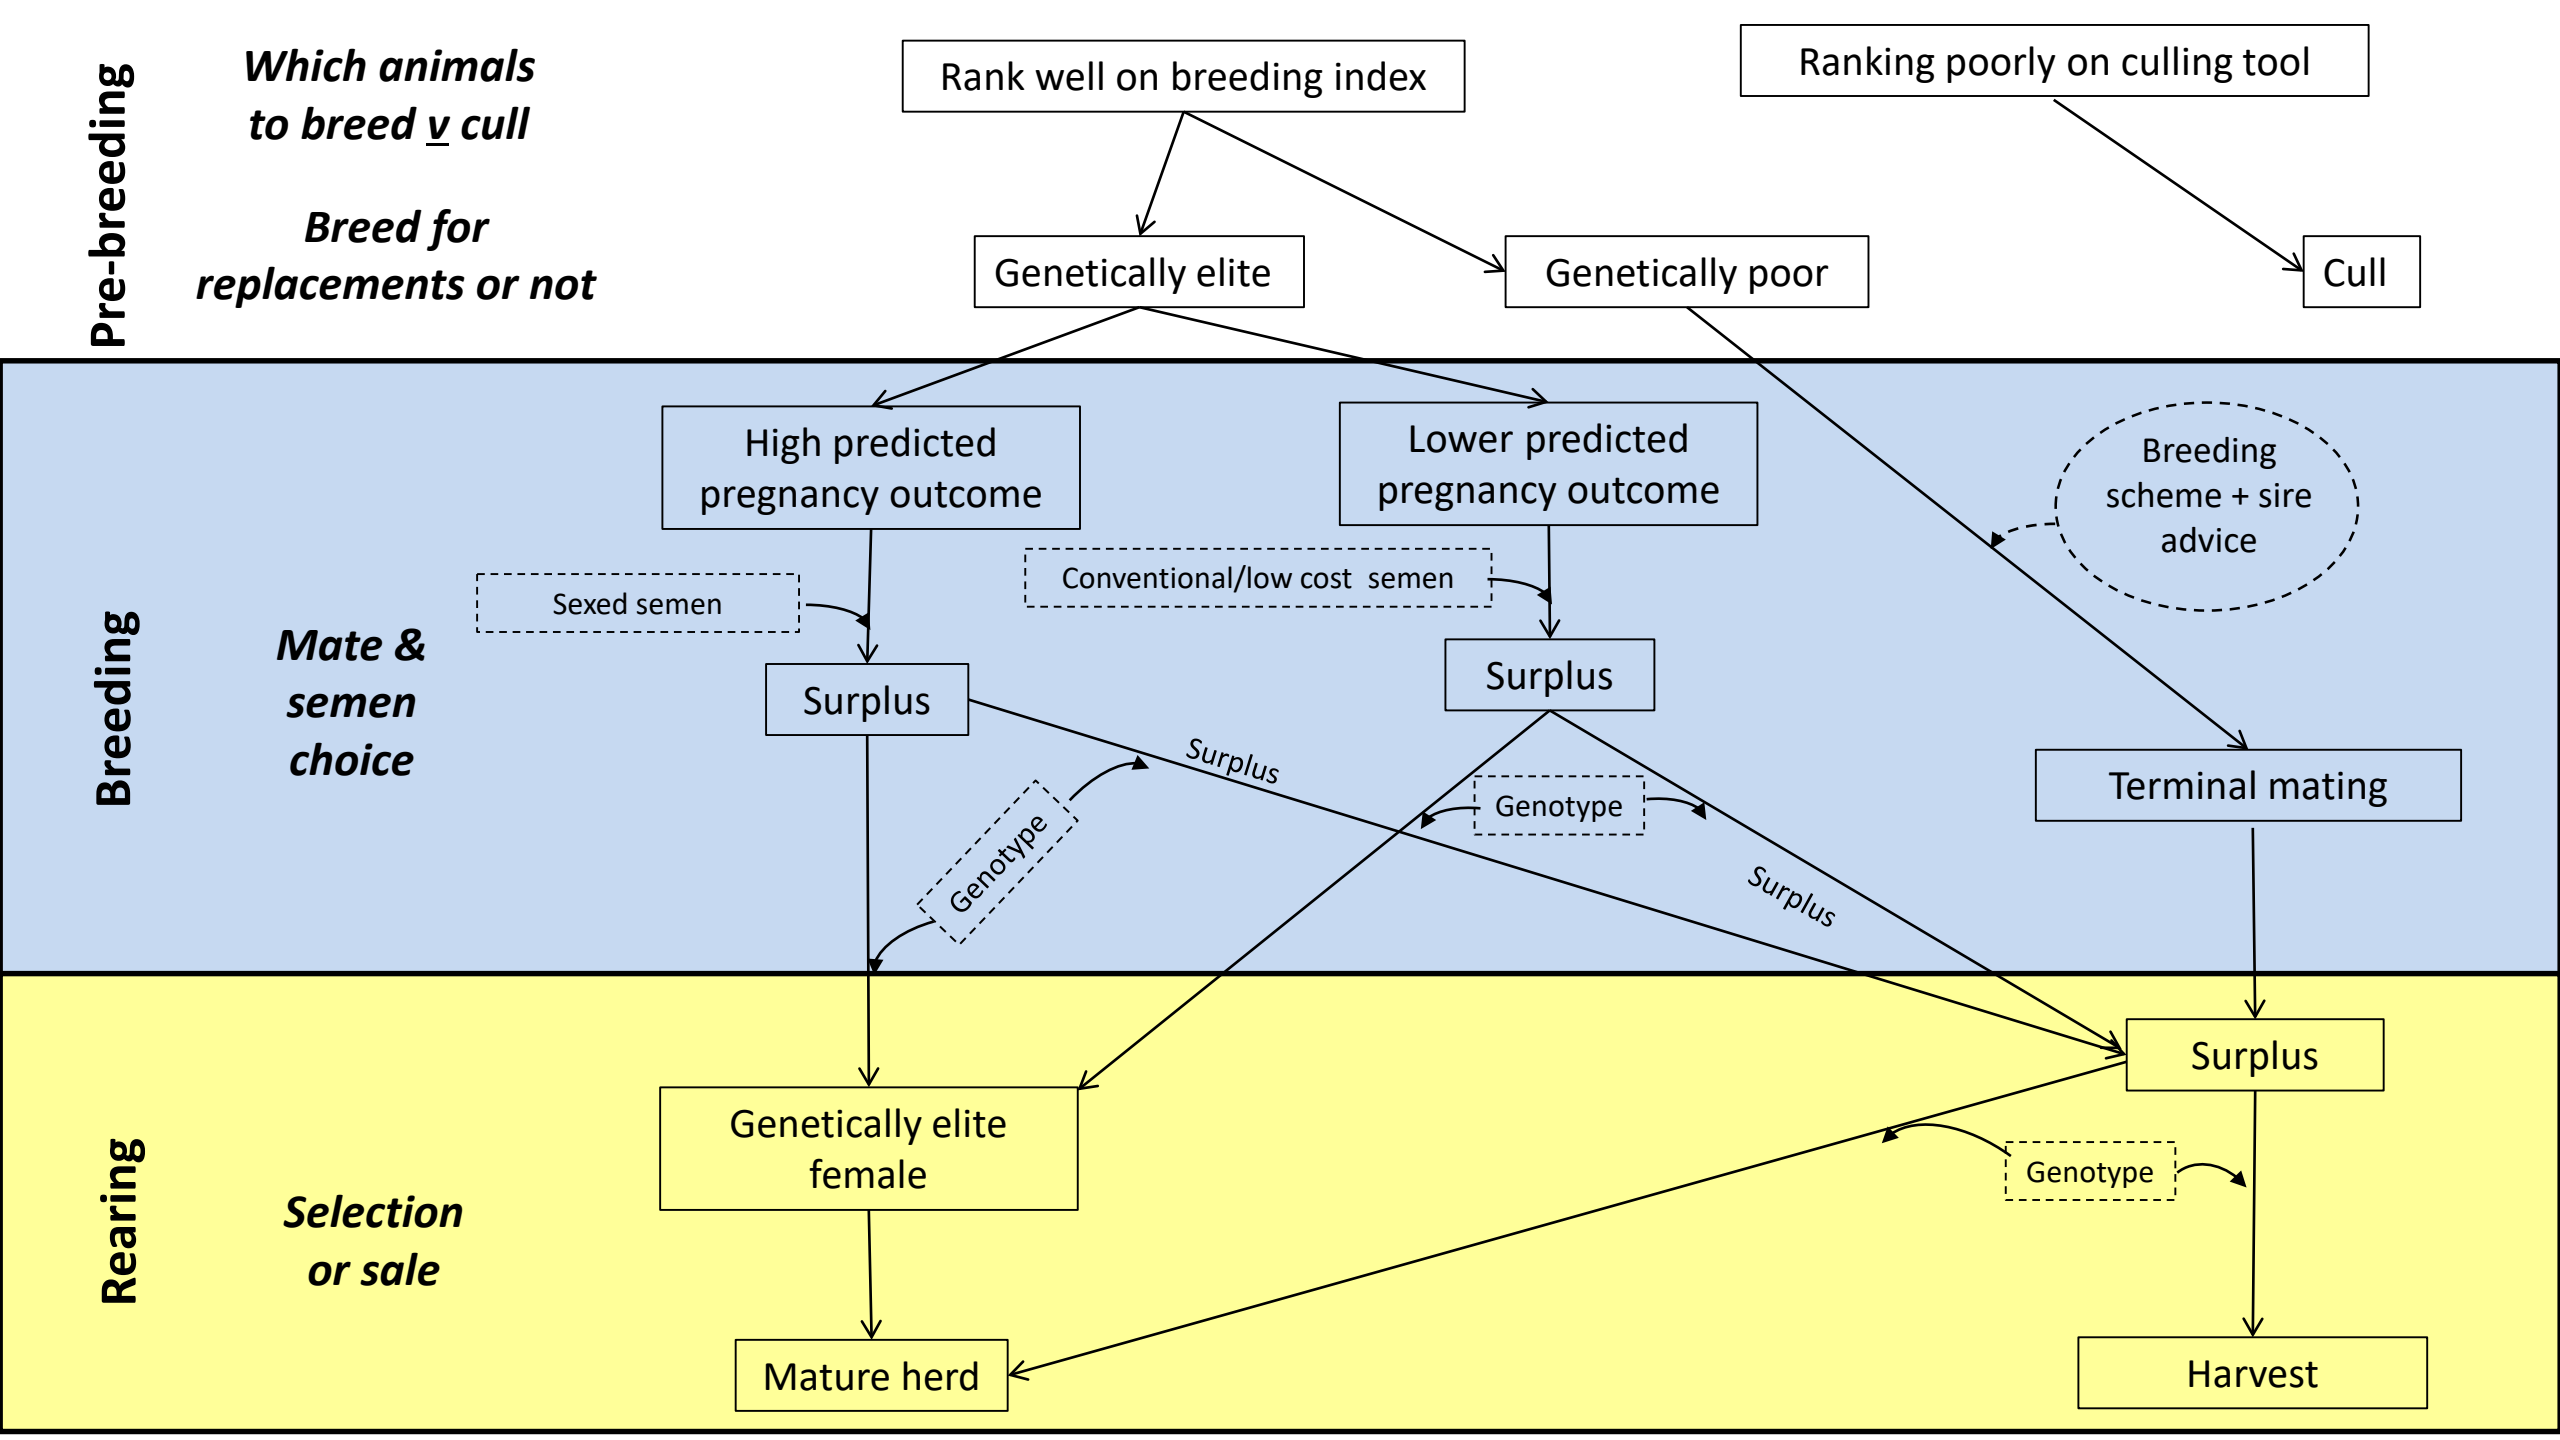 Pre-breeding
Which animals
to breed v cull
Breed for
replacements or not
Rank well on breeding index
Ranking poorly on culling tool
Genetically elite
Genetically poor
Cull
Breeding
Mate &
semen
choice
High predicted
pregnancy outcome
Lower predicted
pregnancy outcome
Breeding
scheme + sire
advice
Sexed semen
Conventional/low cost  semen
Surplus
Surplus
Surplus
Genotype
Genotype
Surplus
Terminal mating
Rearing
Selection
or sale
Surplus
Genetically elite
female
Genotype
Mature herd
Harvest